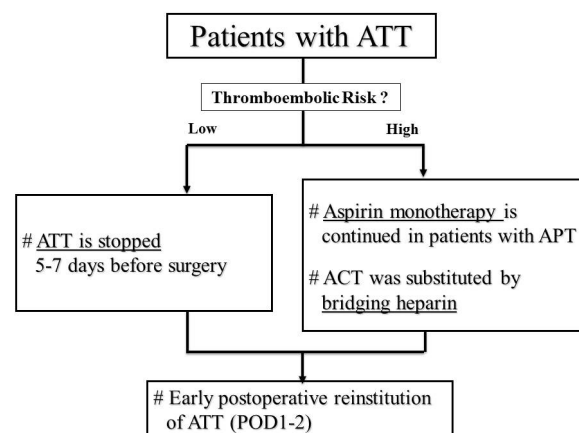 Patients with ATT
Thromboembolic Risk ?
Low
High
# ATT is stopped
5-7 days before surgery
# Aspirin monotherapy is
continued in patients with APT
# ACT was substituted by
bridging heparin
# Early postoperative reinstitution
of ATT (POD1-2)